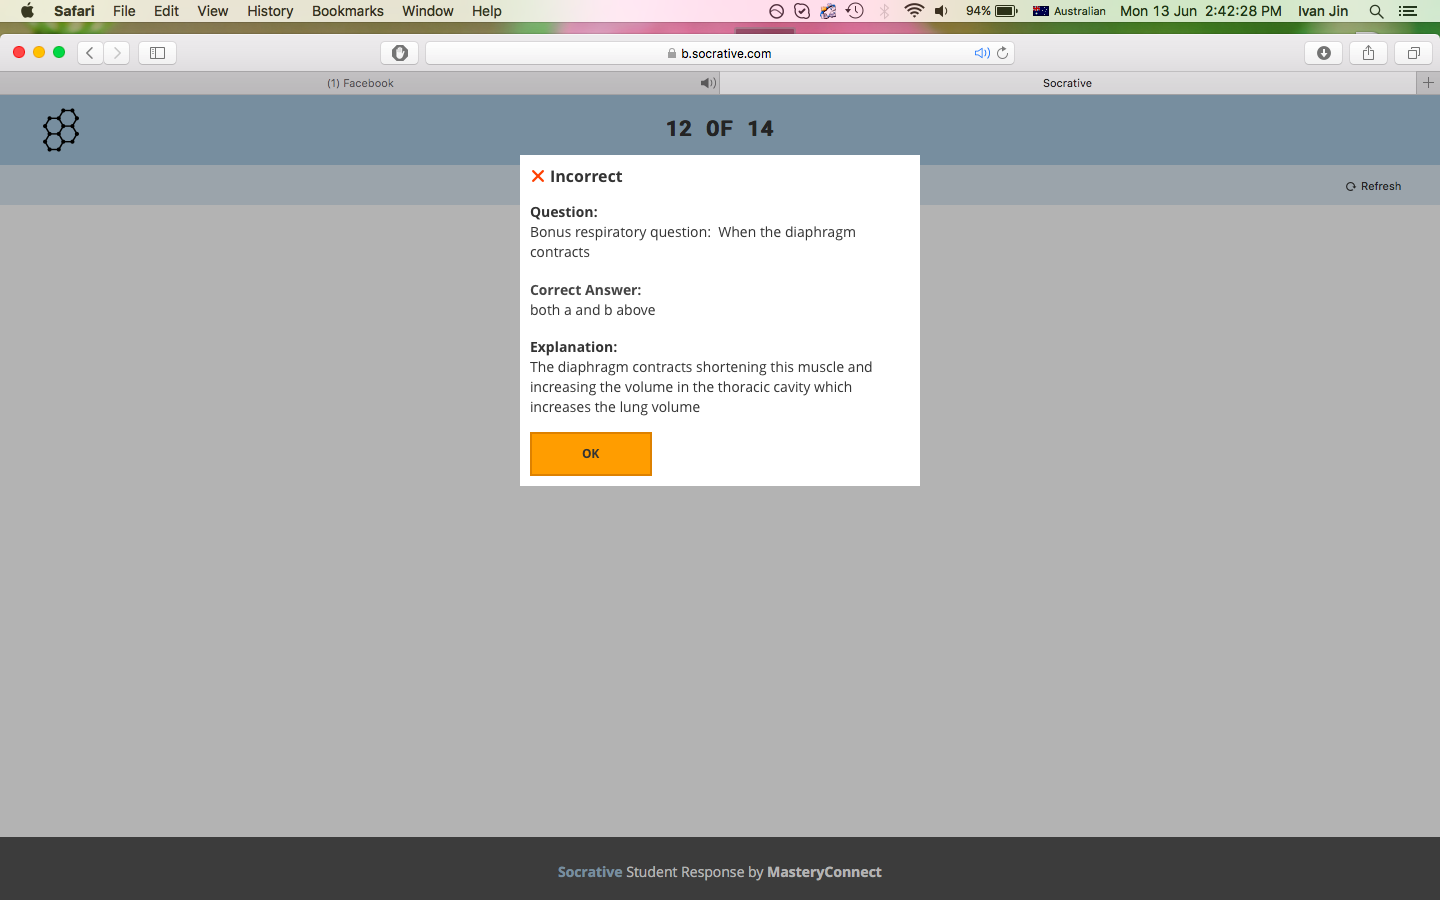 Safari File Edit View History Bookmarks Window Help 94% Australian Mon 13 Jun 2:42:28 PM Ivan Jin
b.socrative.com
(1) Facebook Socrative
12 OF 14
Refresh
Incorrect
Question:
Bonus respiratory question: When the diaphragm
contracts
Correct Answer:
both a and b above
Explanation:
The diaphragm contracts shortening this muscle and
increasing the volume in the thoracic cavity which
increases the lung volume
OK
Socrative Student Response by MasteryConnect